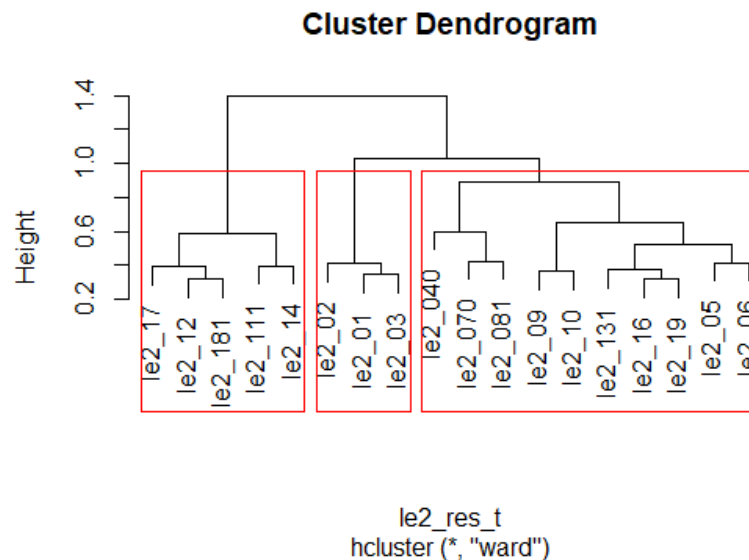 Cluster Dendrogram
Height
1.4
1.0
0.6
0.2
le2_17
le2_12
le2_181
le2_111
le2_14
le2_02
le2_01
le2_03
le2_040
le2_070
le2_081
le2_09
le2_10
le2_131
le2_16
le2_19
le2_05
le2_06
le2_res_t
hcluster (*, "ward")